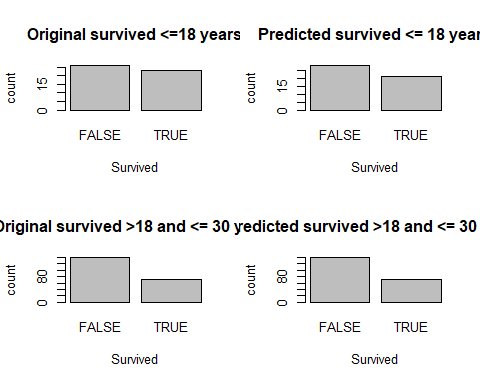 Original survived <=18 years
count
0
15
FALSE TRUE
Survived
Predicted survived <= 18 year
count
0
15
FALSE TRUE
Survived
Original survived >18 and <= 30 y
count
0
80
FALSE TRUE
Survived
edicted survived >18 and <= 30
count
0
80
FALSE TRUE
Survived